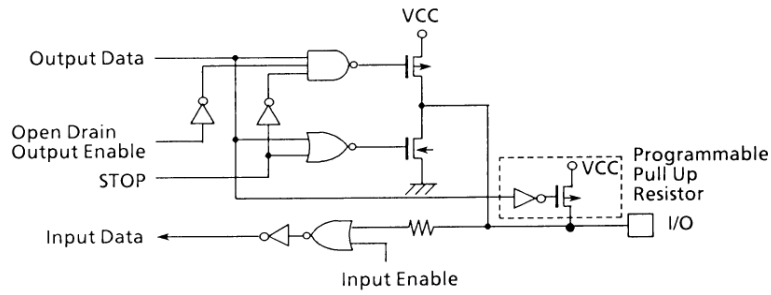 VCC
Output Data
Open Drain
Output Enable
STOP
Programmable
Pull Up
Resistor
VCC
I/O
Input Data
Input Enable